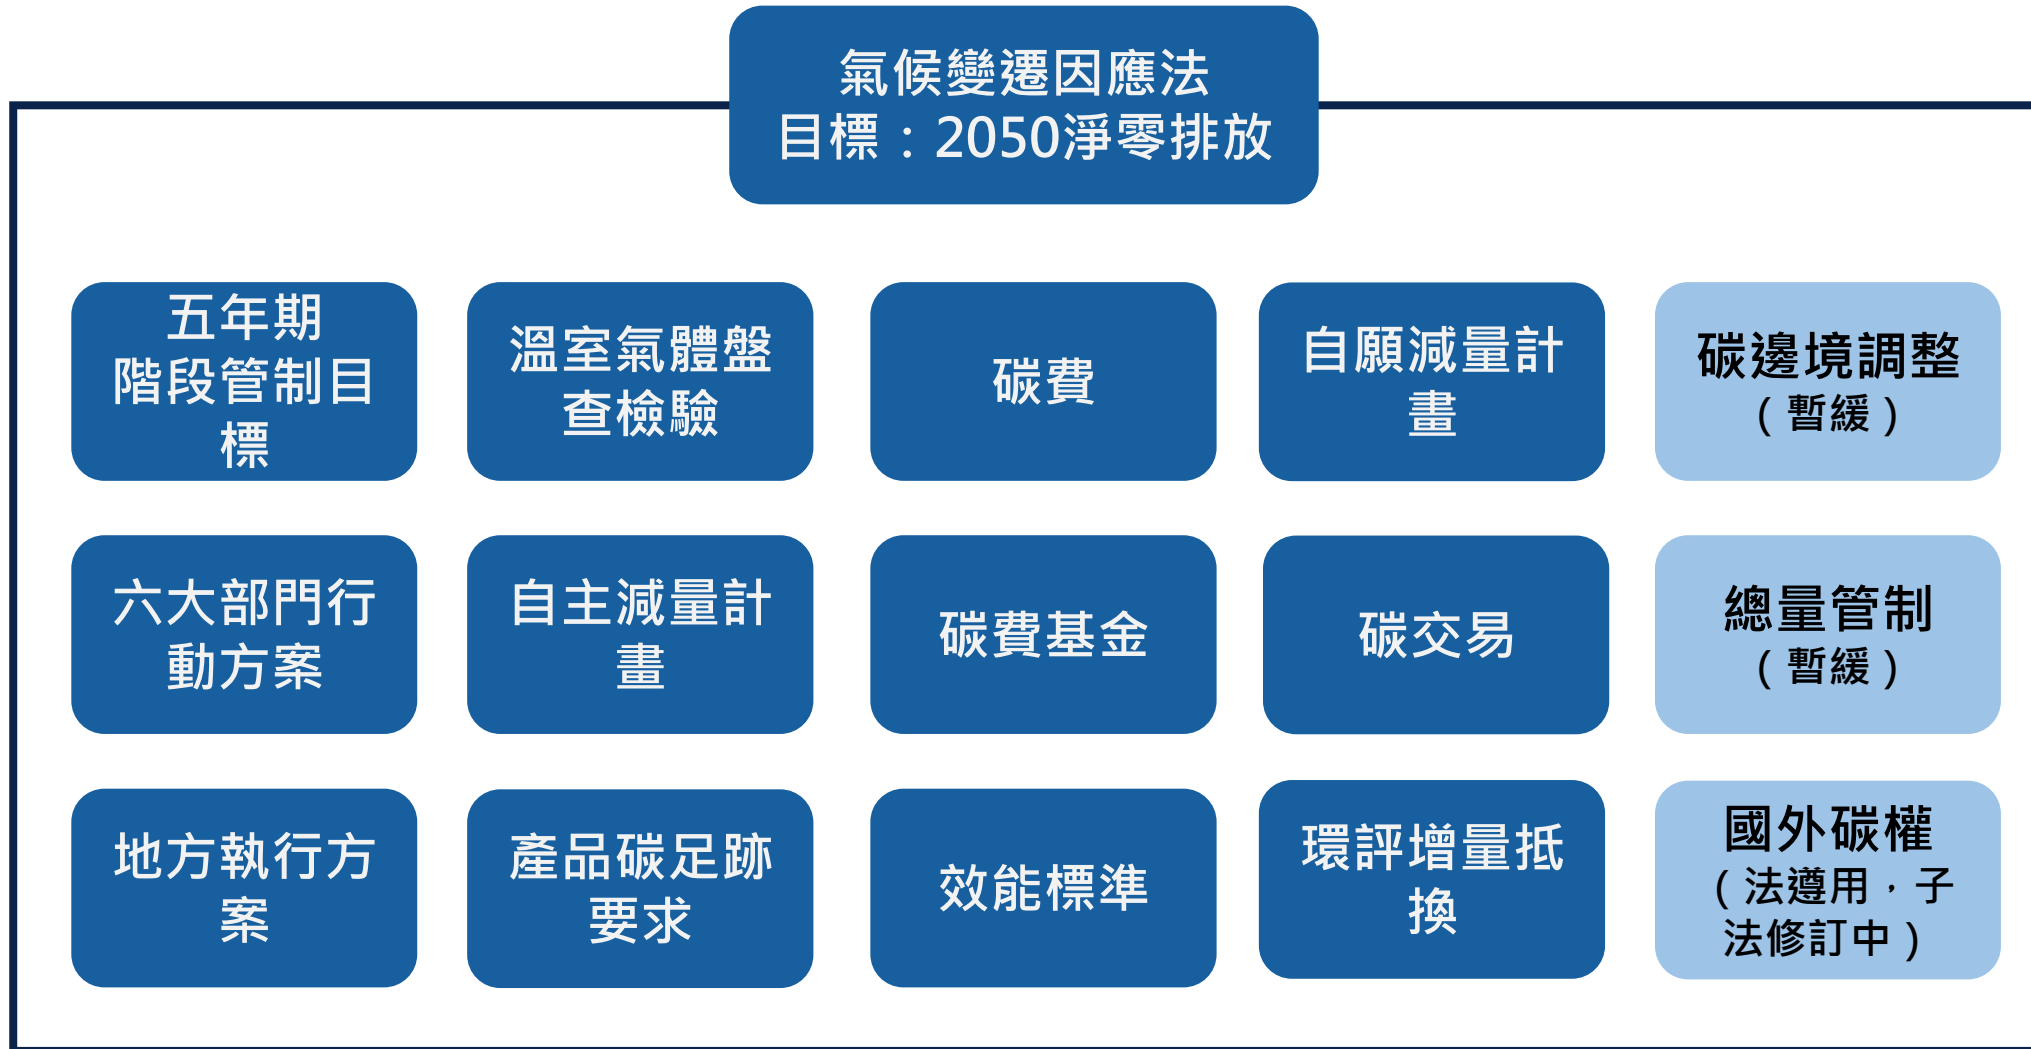 氣候變遷因應法
目標：2050淨零排放
五年期
階段管制目
標
溫室氣體盤
查檢驗
碳費
自願減量計
畫
碳邊境調整
（暫緩）
六大部門行
動方案
自主減量計
畫
碳費基金
碳交易
總量管制
（暫緩）
地方執行方
案
產品碳足跡
要求
效能標準
環評增量抵
換
國外碳權
（法遵用，子
法修訂中）